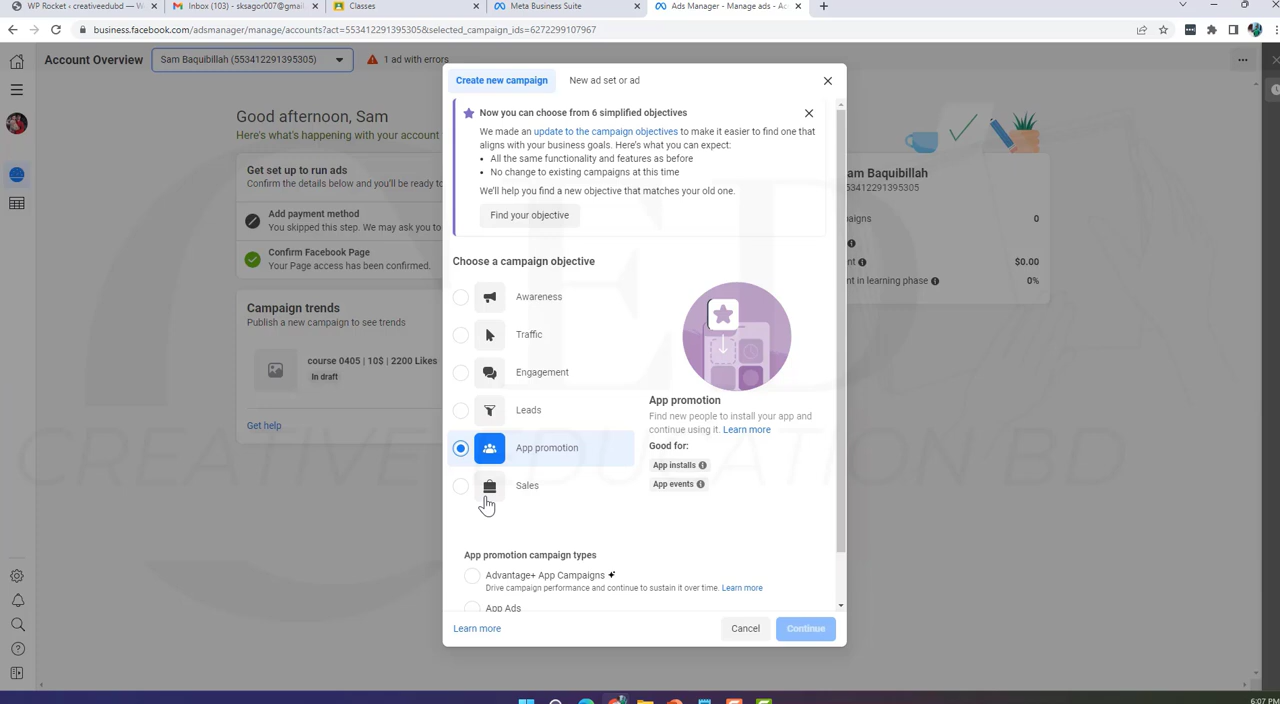 WP Rocket ‹ creativeedubd — W
Inbox (103) - sksagor007@gmail
Classes
Meta Business Suite
Ads Manager - Manage ads - Acc
business.facebook.com/adsmanager/manage/accounts?act=553412291395305&selected_campaign_ids=6272299107967
Account Overview
Sam Baquibillah (553412291395305)
1 ad with errors
Create new campaign
New ad set or ad
Good afternoon, Sam
Here's what's happening with your account
Get set up to run ads
Confirm the details below and you'll be ready to
Add payment method
You skipped this step. We may ask you to
Confirm Facebook Page
Your Page access has been confirmed.
Campaign trends
Publish a new campaign to see trends
course 0405 | 10$ | 2200 Likes
In draft
Get help
Now you can choose from 6 simplified objectives
We made an update to the campaign objectives to make it easier to find one that
aligns with your business goals. Here's what you can expect:
• All the same functionality and features as before
• No change to existing campaigns at this time
We'll help you find a new objective that matches your old one.
Find your objective
Choose a campaign objective
Awareness
Traffic
Engagement
Leads
App promotion
Sales
App promotion
Find new people to install your app and
continue using it. Learn more
Good for:
App installs
App events
App promotion campaign types
Advantage+ App Campaigns
Drive campaign performance and continue to sustain it over time. Learn more
App Ads
Learn more
Cancel
Continue
am Baquibillah
53412291395305
aigns
0
nt
$0.00
nt in learning phase
0%
CREATIVE EDUCATION BD
6:07 PM